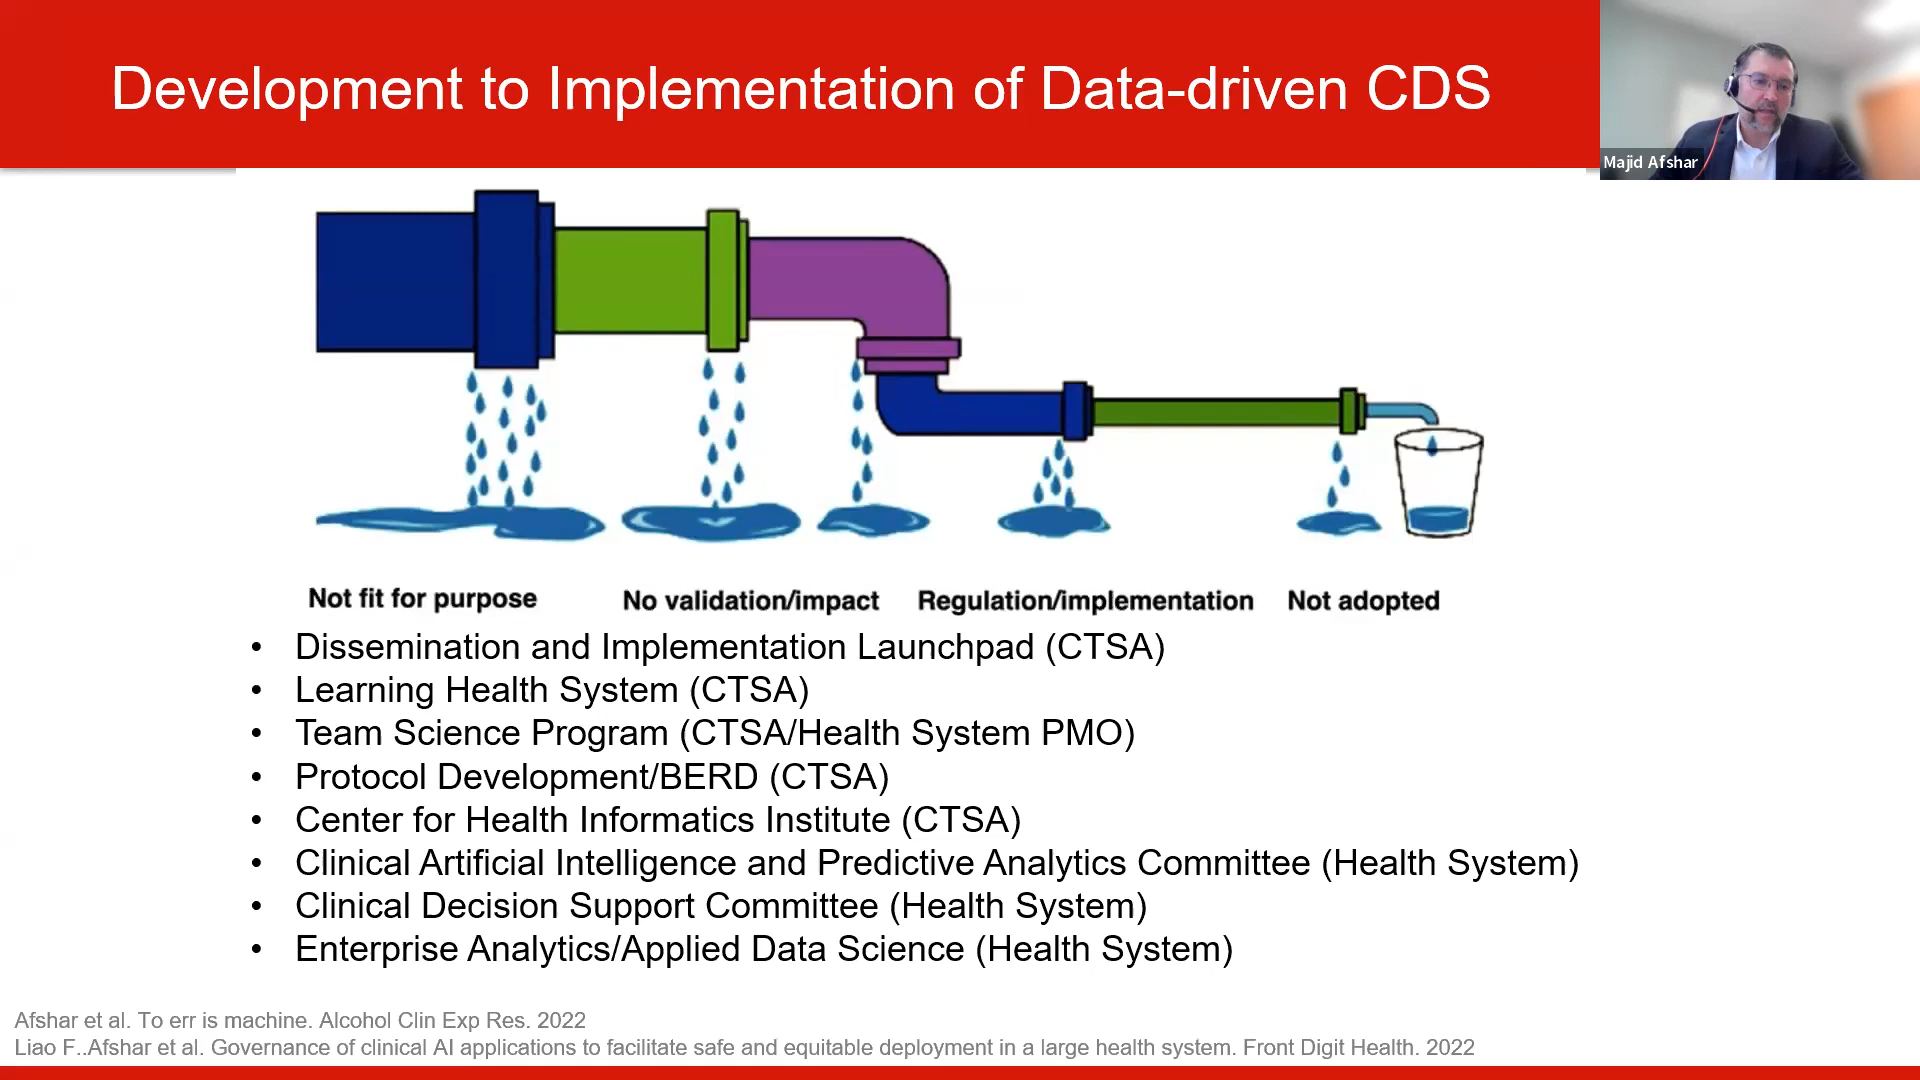 Development to Implementation of Data-driven CDS
Majid Afshar
Not fit for purpose
No validation/impact
Regulation/implementation
Not adopted
• Dissemination and Implementation Launchpad (CTSA)
• Learning Health System (CTSA)
• Team Science Program (CTSA/Health System PMO)
• Protocol Development/BERD (CTSA)
• Center for Health Informatics Institute (CTSA)
• Clinical Artificial Intelligence and Predictive Analytics Committee (Health System)
• Clinical Decision Support Committee (Health System)
• Enterprise Analytics/Applied Data Science (Health System)
Afshar et al. To err is machine. Alcohol Clin Exp Res. 2022
Liao F..Afshar et al. Governance of clinical AI applications to facilitate safe and equitable deployment in a large health system. Front Digit Health. 2022